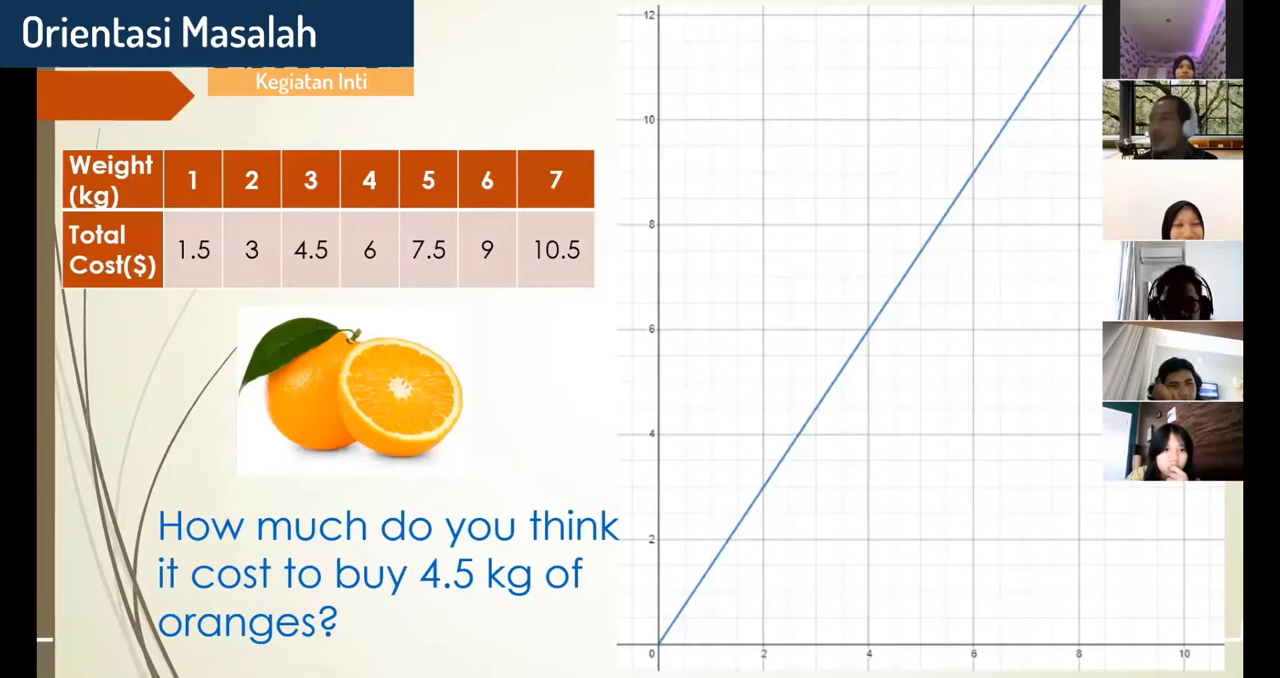 Orientasi Masalah
Kegiatan Inti
Weight (kg) 1 2 3 4 5 6 7
Total Cost($) 1.5 3 4.5 6 7.5 9 10.5
How much do you think
it cost to buy 4.5 kg of
oranges?
12
10
8
6
4
2
0 2 4 6 8 10